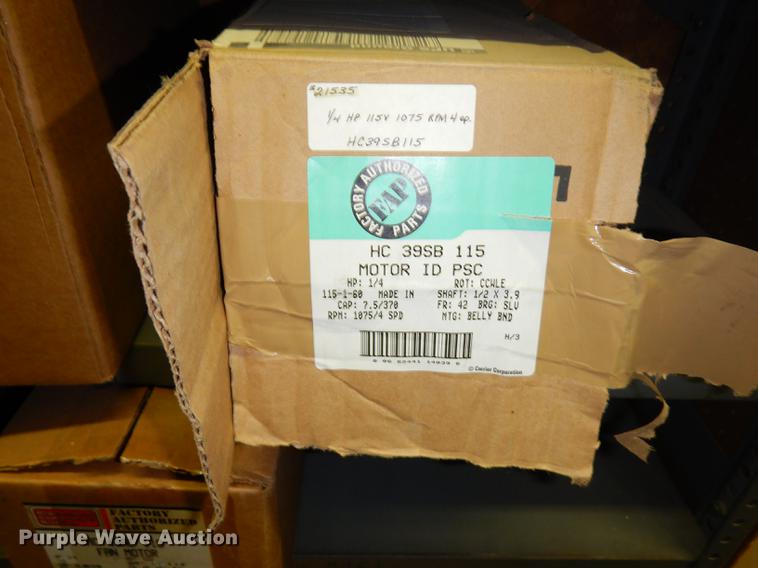 $21535
1/4 HP 115V 1075 RPM 4 sp.
HC39SB115
FACTORY AUTHORIZED
FAP
PARTS
HC 39SB 115
MOTOR ID PSC
HP: 1/4 ROT: CCWLE
115-1-60 MADE IN SHAFT: 1/2 X 3.9
CAP: 7.5/370 FR: 42 BRG: SLV
RPM: 1075/4 SPD MTG: BELLY BND
M/3
© Carrier Corporation
FACTORY
AUTHORIZED
PARTS
FAN MOTOR
Purple Wave Auction